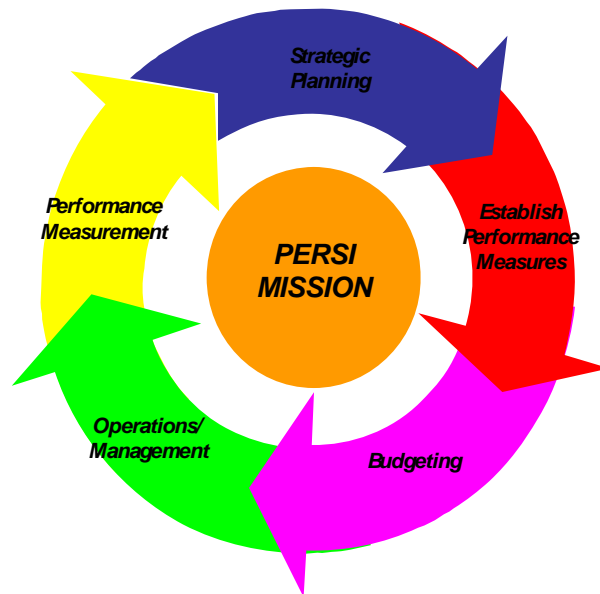 Strategic
Planning
Establish
Performance
Measures
Budgeting
Operations/
Management
Performance
Measurement
PERSI
MISSION